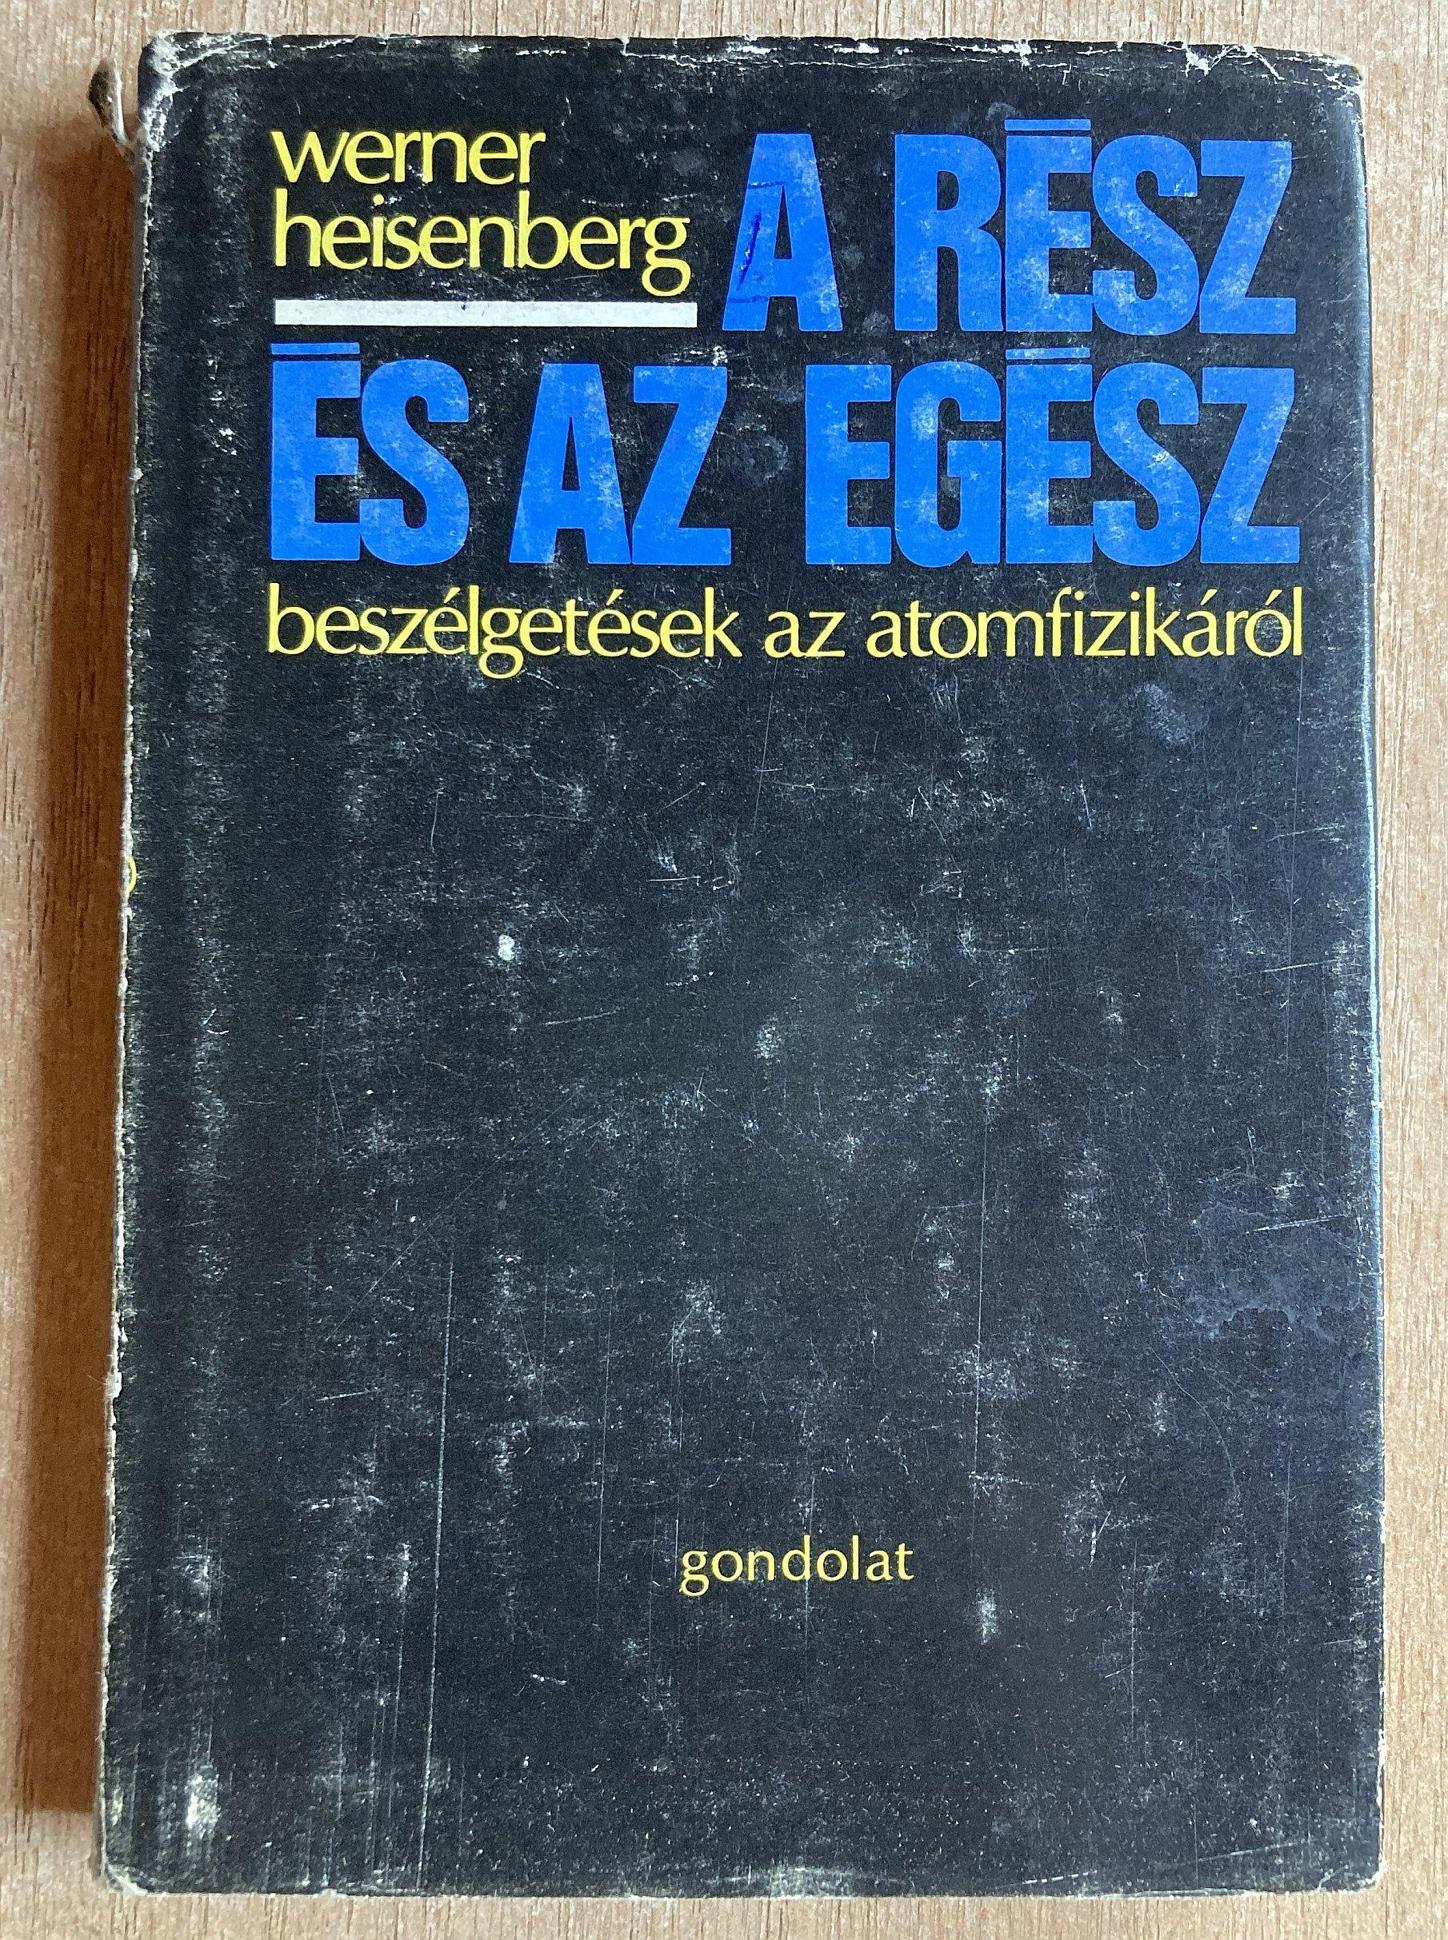 werner
heisenberg
A RÉSZ
ÉS AZ EGÉSZ
beszélgetések az atomfizikáról
gondolat